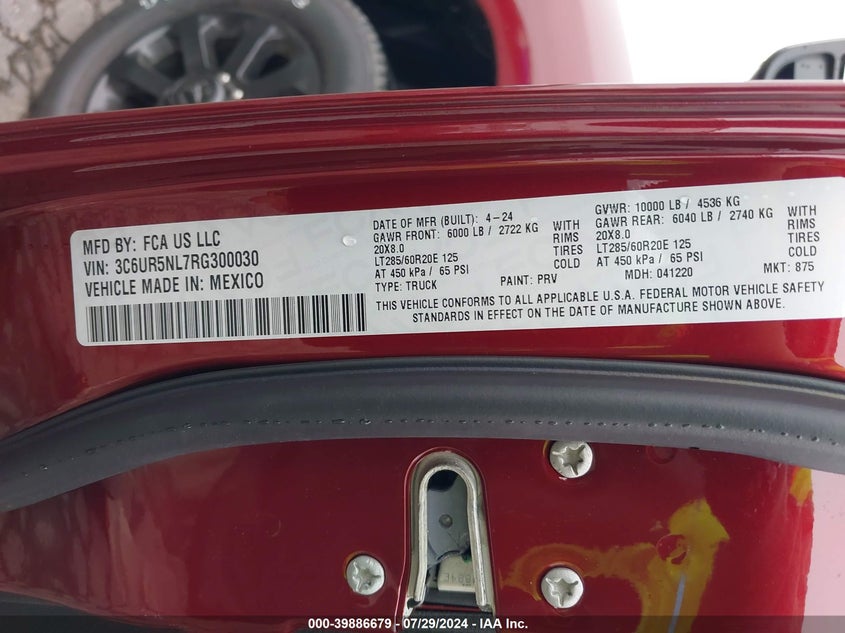 MFD BY: FCA US LLC
VIN: 3C6UR5NL7RG300030
VEHICLE MADE IN: MEXICO
DATE OF MFR (BUILT): 4-24
GAWR FRONT: 6000 LB / 2722 KG WITH
20X8.0 RIMS
LT285/60R20E 125 TIRES
AT 450 kPa / 65 PSI COLD
TYPE: TRUCK PAINT: PRV
GVWR: 10000 LB / 4536 KG
GAWR REAR: 6040 LB / 2740 KG WITH
20X8.0 RIMS
LT285/60R20E 125 TIRES
AT 450 kPa / 65 PSI COLD
MDH: 041220 MKT: 875
THIS VEHICLE CONFORMS TO ALL APPLICABLE U.S.A. FEDERAL MOTOR VEHICLE SAFETY
STANDARDS IN EFFECT ON THE DATE OF MANUFACTURE SHOWN ABOVE.
000-39886679 / 07/29/2024 - IAA Inc.